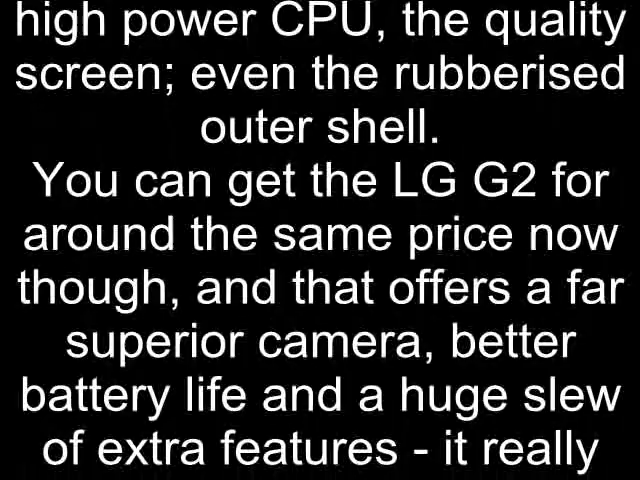 high power CPU, the quality
screen; even the rubberised
outer shell.
You can get the LG G2 for
around the same price now
though, and that offers a far
superior camera, better
battery life and a huge slew
of extra features - it really